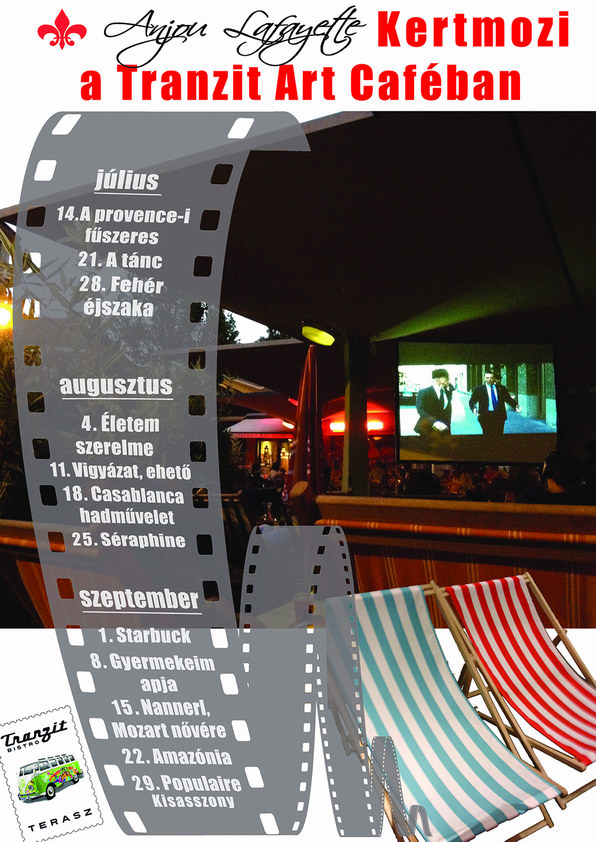 Anjou Lafayette Kertmozi
a Tranzit Art Caféban
július
14. A provence-i
fűszeres
21. A tánc
28. Fehér
éjszaka
augusztus
4. Életem
szerelme
11. Vigyázat, ehető
18. Casablanca
hadművelet
25. Séraphine
szeptember
1. Starbuck
8. Gyermekeim
apja
15. Nannerl,
Mozart nővére
22. Amazónia
29. Populaire
Kisasszony
Tranzit
BISTRO
TERASZ